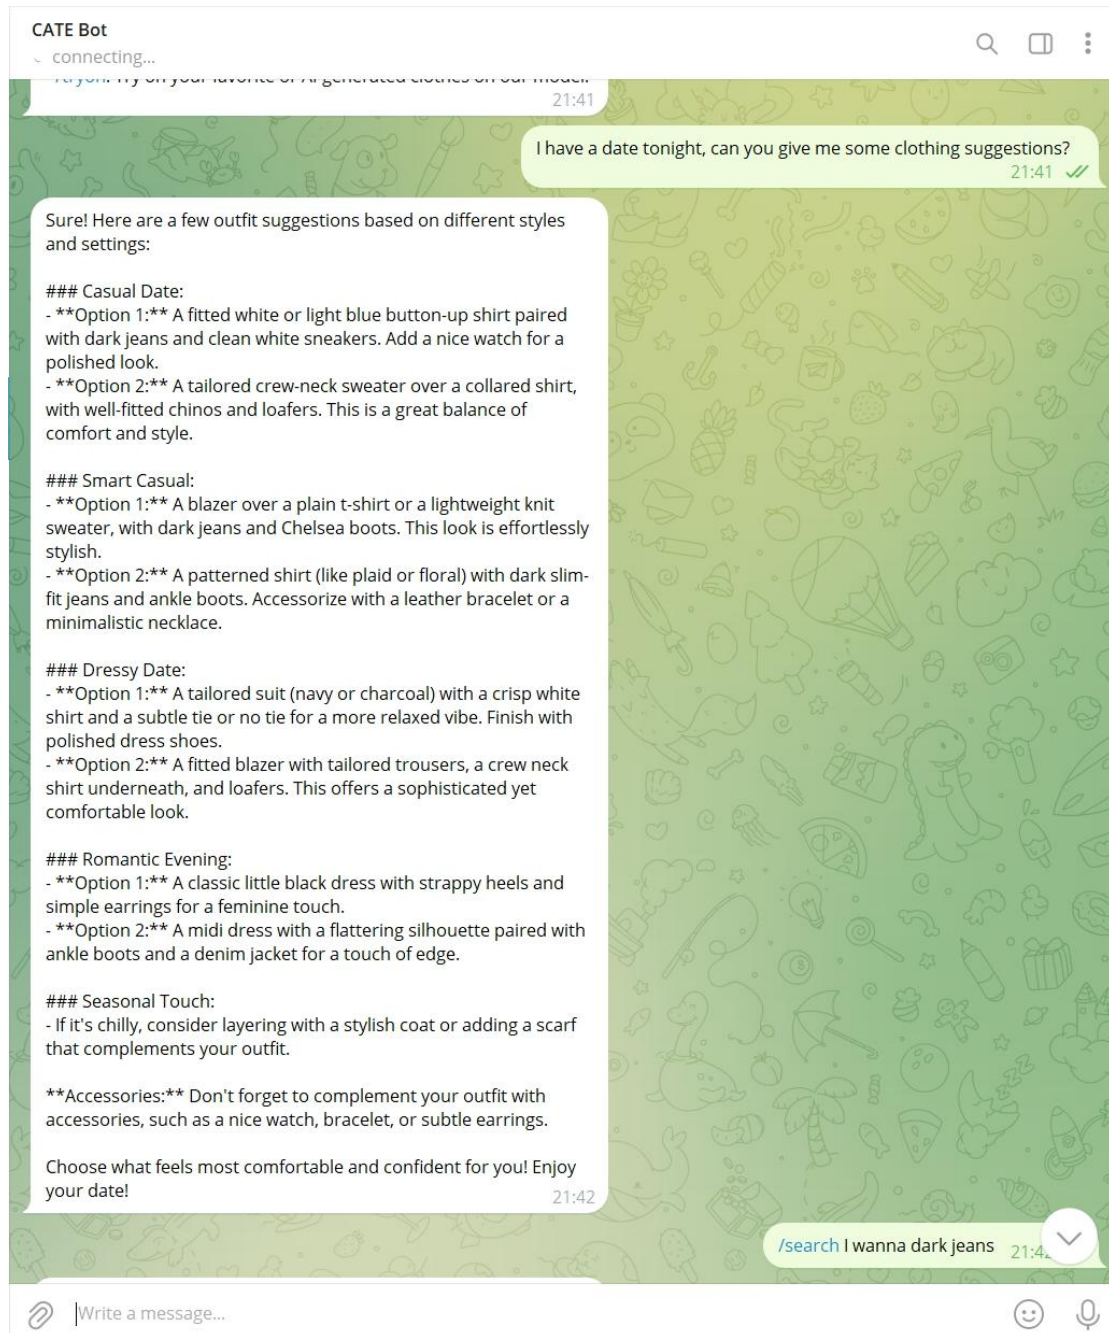 CATE Bot
connecting...
/tryon: Try on your favorite or AI generated clothes on our model.
21:41
I have a date tonight, can you give me some clothing suggestions?
21:41
Sure! Here are a few outfit suggestions based on different styles
and settings:
### Casual Date:
- **Option 1:** A fitted white or light blue button-up shirt paired
with dark jeans and clean white sneakers. Add a nice watch for a
polished look.
- **Option 2:** A tailored crew-neck sweater over a collared shirt,
with well-fitted chinos and loafers. This is a great balance of
comfort and style.
### Smart Casual:
- **Option 1:** A blazer over a plain t-shirt or a lightweight knit
sweater, with dark jeans and Chelsea boots. This look is effortlessly
stylish.
- **Option 2:** A patterned shirt (like plaid or floral) with dark slim-
fit jeans and ankle boots. Accessorize with a leather bracelet or a
minimalistic necklace.
### Dressy Date:
- **Option 1:** A tailored suit (navy or charcoal) with a crisp white
shirt and a subtle tie or no tie for a more relaxed vibe. Finish with
polished dress shoes.
- **Option 2:** A fitted blazer with tailored trousers, a crew neck
shirt underneath, and loafers. This offers a sophisticated yet
comfortable look.
### Romantic Evening:
- **Option 1:** A classic little black dress with strappy heels and
simple earrings for a feminine touch.
- **Option 2:** A midi dress with a flattering silhouette paired with
ankle boots and a denim jacket for a touch of edge.
### Seasonal Touch:
- If it's chilly, consider layering with a stylish coat or adding a scarf
that complements your outfit.
**Accessories:** Don't forget to complement your outfit with
accessories, such as a nice watch, bracelet, or subtle earrings.
Choose what feels most comfortable and confident for you! Enjoy
your date!
21:42
/search I wanna dark jeans
Write a message...